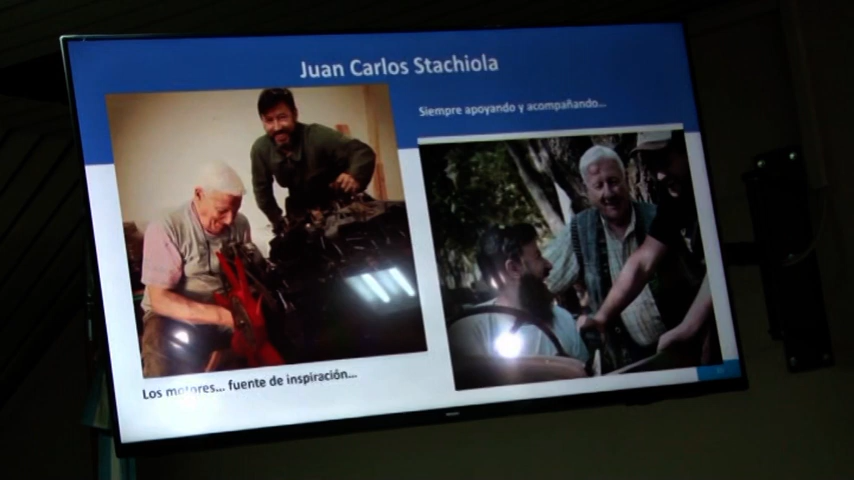 Juan Carlos Stachiola
Siempre apoyando y acompañando...
Los motores... fuente de inspiración...